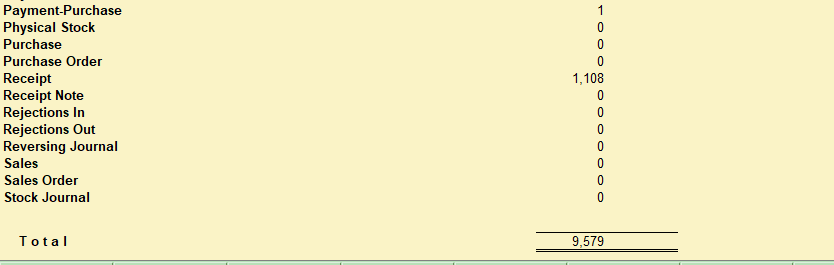 Payment-Purchase 1
Physical Stock 0
Purchase 0
Purchase Order 0
Receipt 1,108
Receipt Note 0
Rejections In 0
Rejections Out 0
Reversing Journal 0
Sales 0
Sales Order 0
Stock Journal 0
Total 9,579